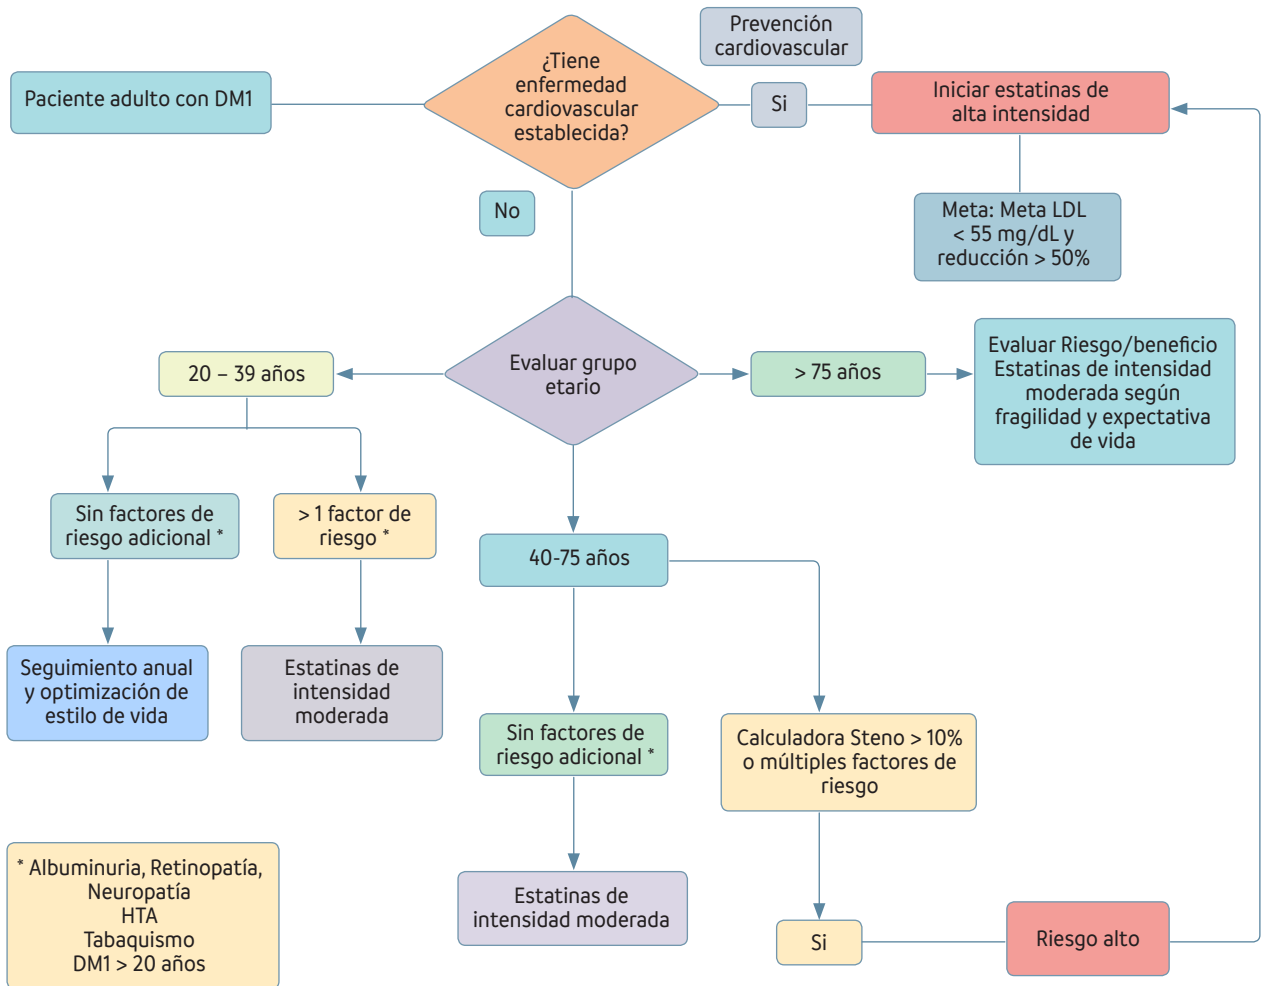 Paciente adulto con DM1
¿Tiene
enfermedad
cardiovascular
establecida?
Prevención
cardiovascular
Si
Iniciar estatinas de
alta intensidad
Meta: Meta LDL
< 55 mg/dL y
reducción > 50%
No
Evaluar grupo
etario
20 – 39 años
> 75 años
Evaluar Riesgo/beneficio
Estatinas de intensidad
moderada según
fragilidad y expectativa
de vida
Sin factores de
riesgo adicional *
> 1 factor de
riesgo *
40-75 años
Seguimiento anual
y optimización de
estilo de vida
Estatinas de
intensidad
moderada
Sin factores de
riesgo adicional *
Calculadora Steno > 10%
o múltiples factores de
riesgo
Estatinas de
intensidad moderada
Si
Riesgo alto
* Albuminuria, Retinopatía,
Neuropatía
HTA
Tabaquismo
DM1 > 20 años